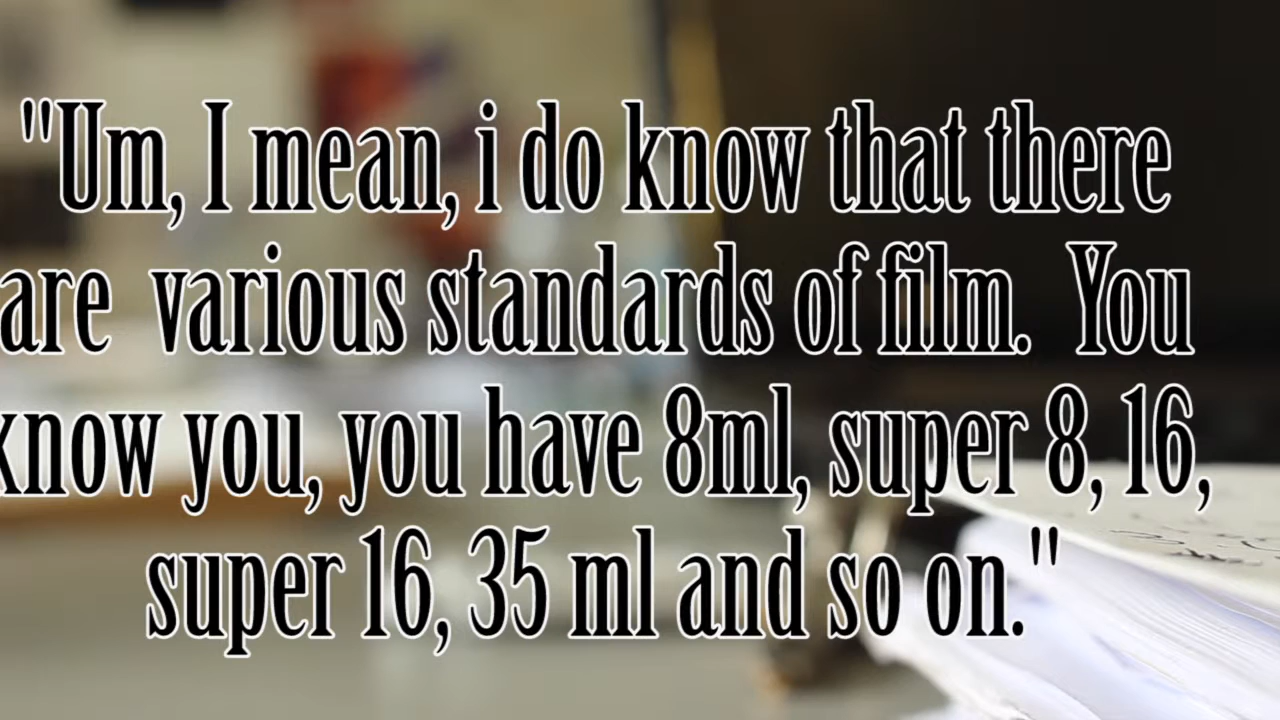 "Um, I mean, i do know that there
are various standards of film. You
know you, you have 8ml, super 8, 16,
super 16, 35 ml and so on."